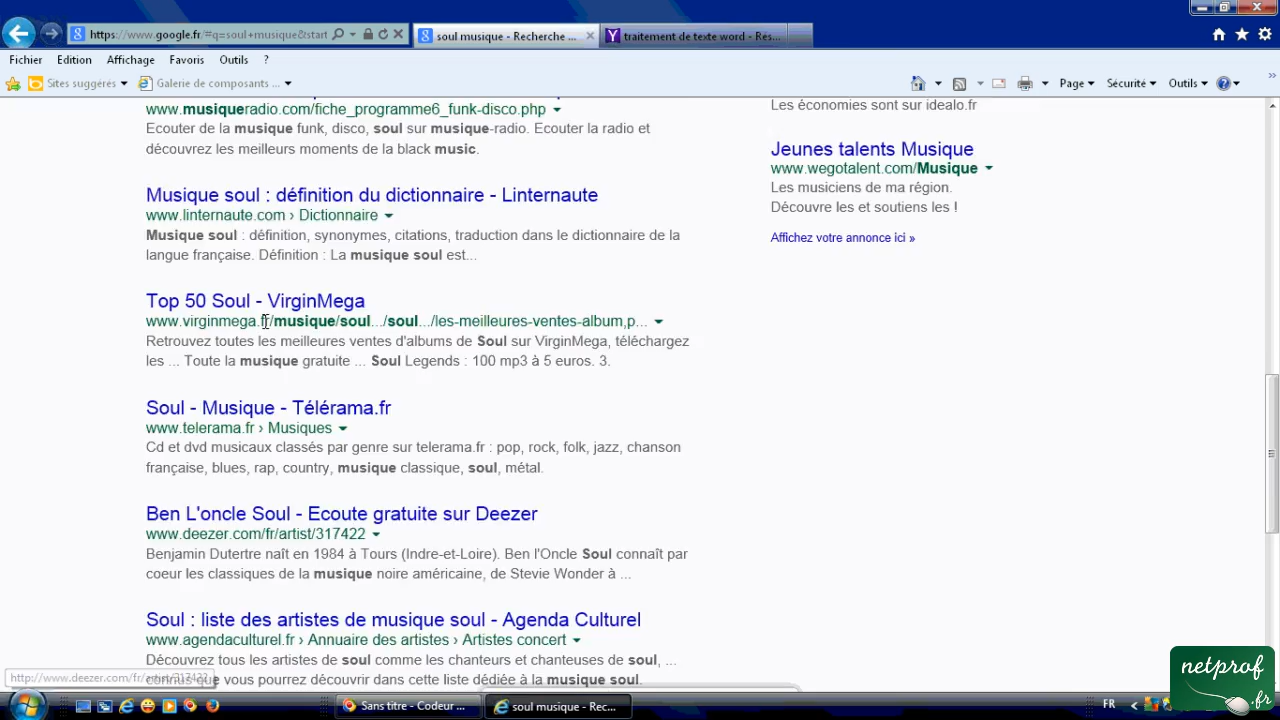 https://www.google.fr/#q=soul+musique&start
soul musique - Recherche ...
traitement de texte word - Rés...
Fichier Edition Affichage Favoris Outils ?
Sites suggérés Galerie de composants ... Page Sécurité Outils
www.musiqueradio.com/fiche_programme6_funk-disco.php
Ecouter de la musique funk, disco, soul sur musique-radio. Ecouter la radio et
découvrez les meilleurs moments de la black music.
Musique soul : définition du dictionnaire - Linternaute
www.linternaute.com › Dictionnaire
Musique soul : définition, synonymes, citations, traduction dans le dictionnaire de la
langue française. Définition : La musique soul est...
Top 50 Soul - VirginMega
www.virginmega.fr/musique/soul.../soul.../les-meilleures-ventes-album,p...
Retrouvez toutes les meilleures ventes d'albums de Soul sur VirginMega, téléchargez
les ... Toute la musique gratuite ... Soul Legends : 100 mp3 à 5 euros. 3.
Soul - Musique - Télérama.fr
www.telerama.fr › Musiques
Cd et dvd musicaux classés par genre sur telerama.fr : pop, rock, folk, jazz, chanson
française, blues, rap, country, musique classique, soul, métal.
Ben L'oncle Soul - Ecoute gratuite sur Deezer
www.deezer.com/fr/artist/317422
Benjamin Dutertre naît en 1984 à Tours (Indre-et-Loire). Ben l'Oncle Soul connaît par
coeur les classiques de la musique noire américaine, de Stevie Wonder à ...
Soul : liste des artistes de musique soul - Agenda Culturel
www.agendaculturel.fr › Annuaire des artistes › Artistes concert
Découvrez tous les artistes de soul comme les chanteurs et chanteuses de soul, ...
connus que vous pourrez découvrir dans cette liste dédiée à la musique soul.
Les économies sont sur idealo.fr
Jeunes talents Musique
www.wegotalent.com/Musique
Les musiciens de ma région.
Découvre les et soutiens les !
Affichez votre annonce ici »
http://www.deezer.com/fr/artist/317422
Sans titre - Codeur ...
soul musique - Rec...
FR
netprof
.fr